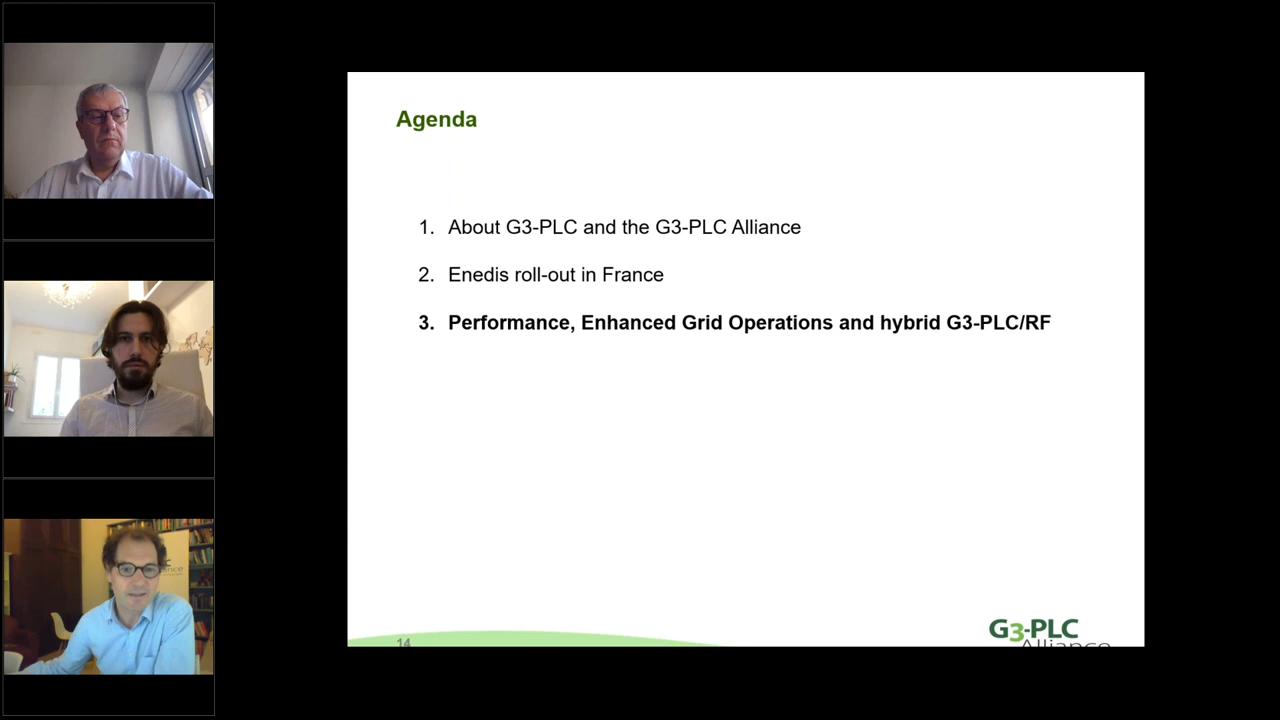 Agenda
1. About G3-PLC and the G3-PLC Alliance
2. Enedis roll-out in France
3. Performance, Enhanced Grid Operations and hybrid G3-PLC/RF
14
G3-PLC
Alliance